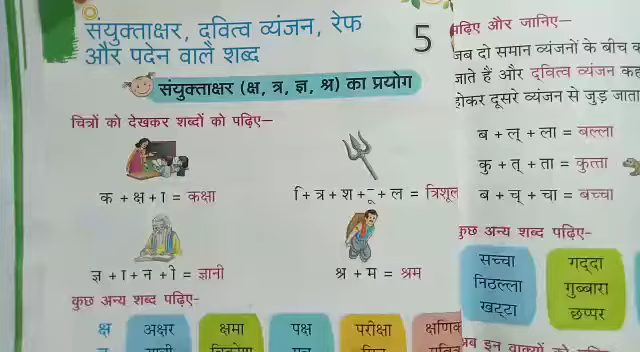 संयुक्ताक्षर, दवित्व व्यंजन, रेफ
और पदेन वाले शब्द
5
संयुक्ताक्षर (क्ष, त्र, ज्ञ, श्र) का प्रयोग
चित्रों को देखकर शब्दों को पढ़िए–
क + क्ष + ा = कक्षा
ि + त्र + श + ू + ल = त्रिशूल
ज्ञ + ा + न + ी = ज्ञानी
श्र + म = श्रम
कुछ अन्य शब्द पढ़िए–
क्ष अक्षर क्षमा पक्ष परीक्षा क्षणिक
पढ़िए और जानिए–
जब दो समान व्यंजनों के बीच
जाते हैं और दवित्व व्यंजन
होकर दूसरे व्यंजन से जुड़ जाता
ब + ल् + ला = बल्ला
कु + त् + ता = कुत्ता
ब + च् + चा = बच्चा
कुछ अन्य शब्द पढ़िए–
सच्चा
निठल्ला
खट्टा
गद्दा
गुब्बारा
छप्पर
अब इन वाक्यों को